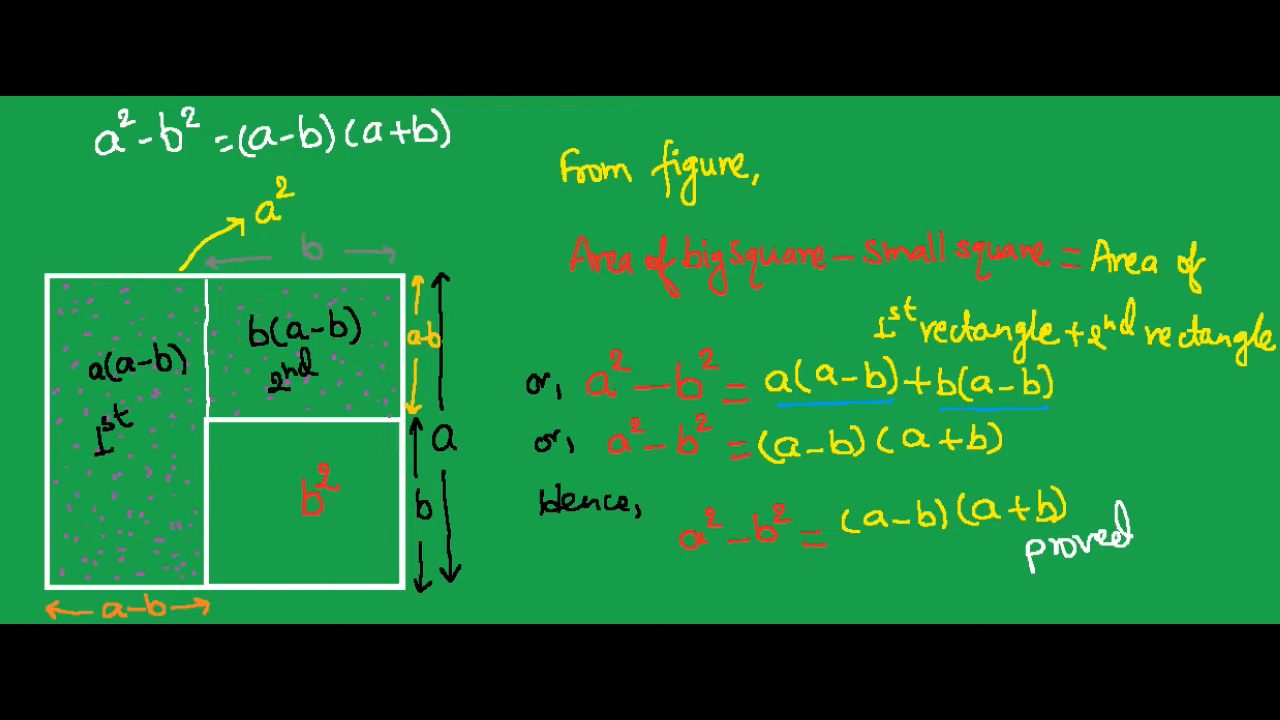 a² - b² = (a-b) (a+b)
a²
b
a(a-b)
1st
b(a-b)
2nd
a-b
a
b²
b
a-b
From figure,
Area of big square - small square = Area of
1st rectangle + 2nd rectangle
or, a² - b² = a(a-b) + b(a-b)
or, a² - b² = (a-b) (a+b)
Hence,
a² - b² = (a-b) (a+b)
proved